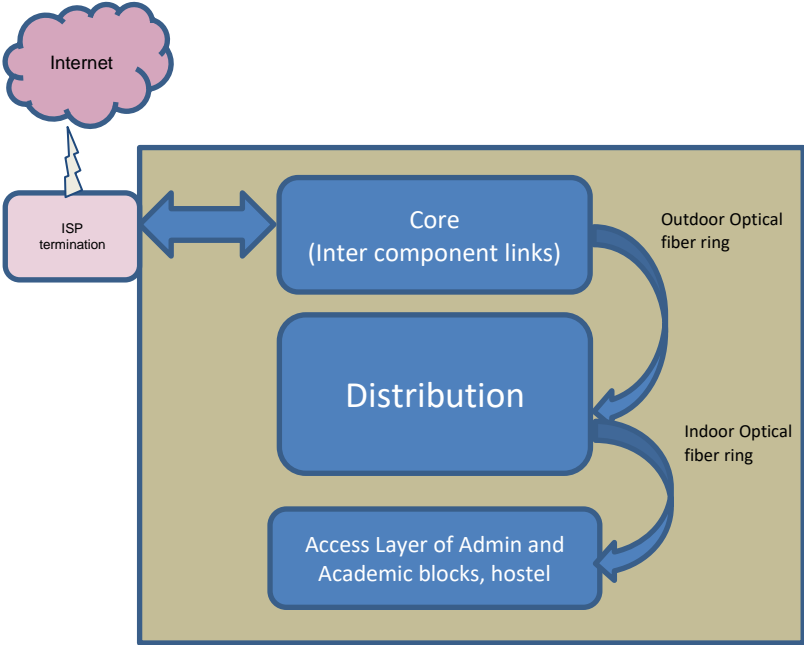 Internet
ISP
termination
Core
(Inter component links)
Outdoor Optical
fiber ring
Distribution
Indoor Optical
fiber ring
Access Layer of Admin and
Academic blocks, hostel